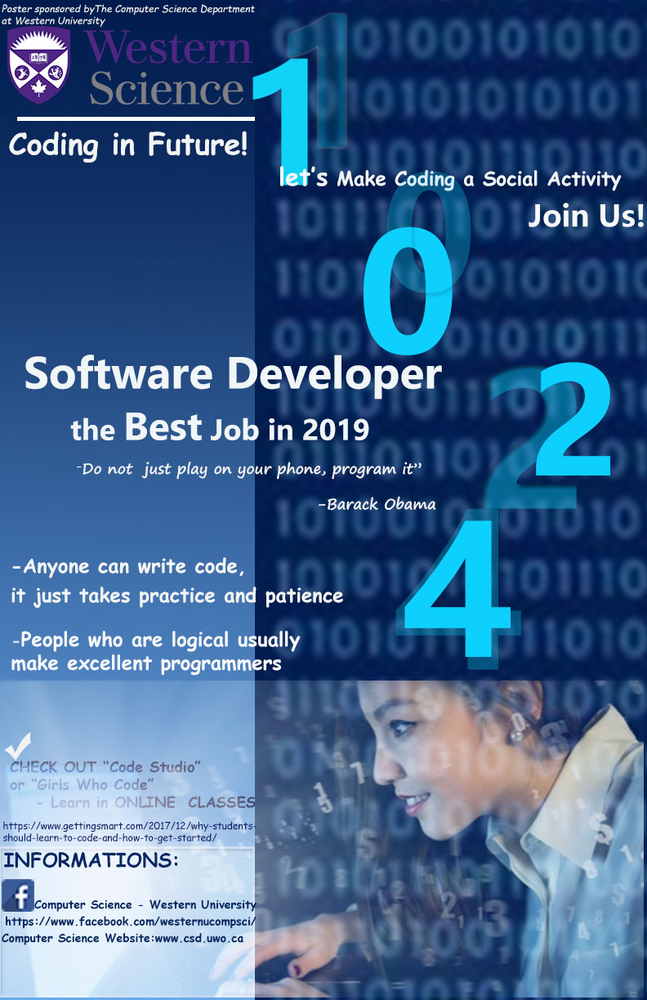 Poster sponsored byThe Computer Science Department
at Western University
1878
Western
Science
Coding in Future!
1
let's Make Coding a Social Activity
Join Us!
0
Software Developer
2
the Best Job in 2019
-Do not just play on your phone, program it"
-Barack Obama
4
-Anyone can write code,
it just takes practice and patience
-People who are logical usually
make excellent programmers
CHECK OUT “Code Studio”
or “Girls Who Code”
- Learn in ONLINE CLASSES
https://www.gettingsmart.com/2017/12/why-students-
should-learn-to-code-and-how-to-get-started/
INFORMATIONS:
f
Computer Science - Western University
https://www.facebook.com/westernucompsci/
Computer Science Website:www.csd.uwo.ca